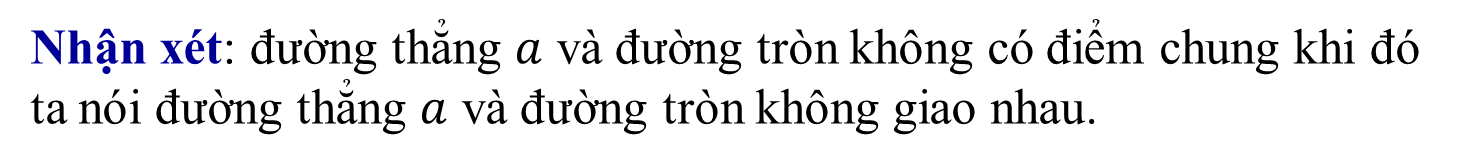 Nhận xét: đường thẳng a và đường tròn không có điểm chung khi đó
ta nói đường thẳng a và đường tròn không giao nhau.